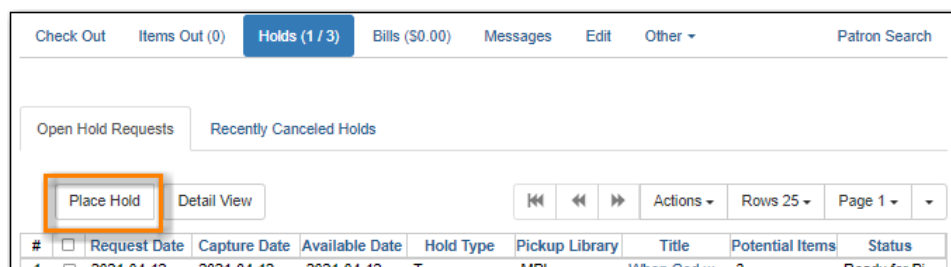 Check Out Items Out (0) Holds (1 / 3) Bills ($0.00) Messages Edit Other Patron Search
Open Hold Requests Recently Canceled Holds
Place Hold Detail View Actions Rows 25 Page 1
# Request Date Capture Date Available Date Hold Type Pickup Library Title Potential Items Status